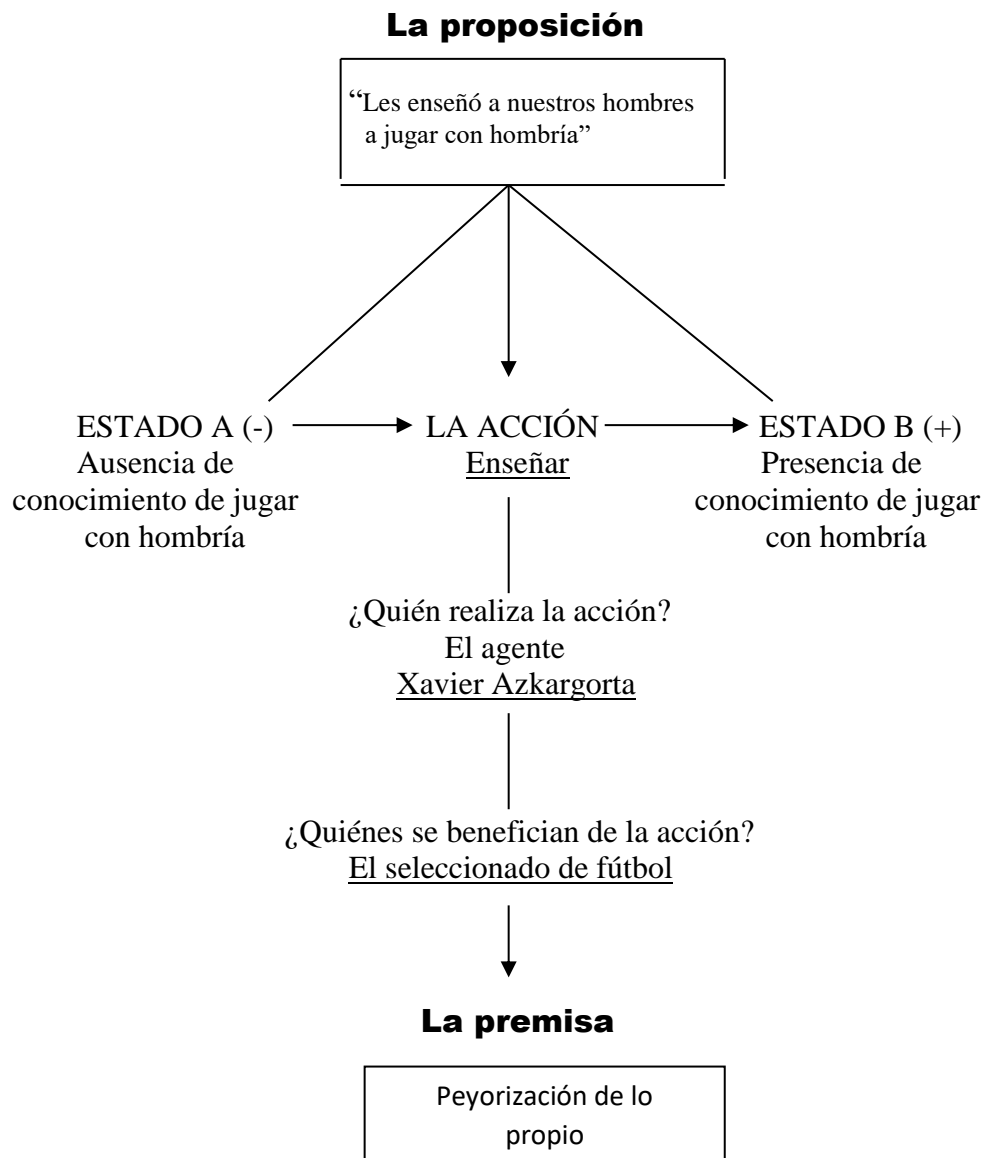 La proposición
“Les enseñó a nuestros hombres
a jugar con hombría”
ESTADO A (-)
Ausencia de
conocimiento de jugar
con hombría
LA ACCIÓN
Enseñar
ESTADO B (+)
Presencia de
conocimiento de jugar
con hombría
¿Quién realiza la acción?
El agente
Xavier Azkargorta
¿Quiénes se benefician de la acción?
El seleccionado de fútbol
La premisa
Peyorización de lo
propio